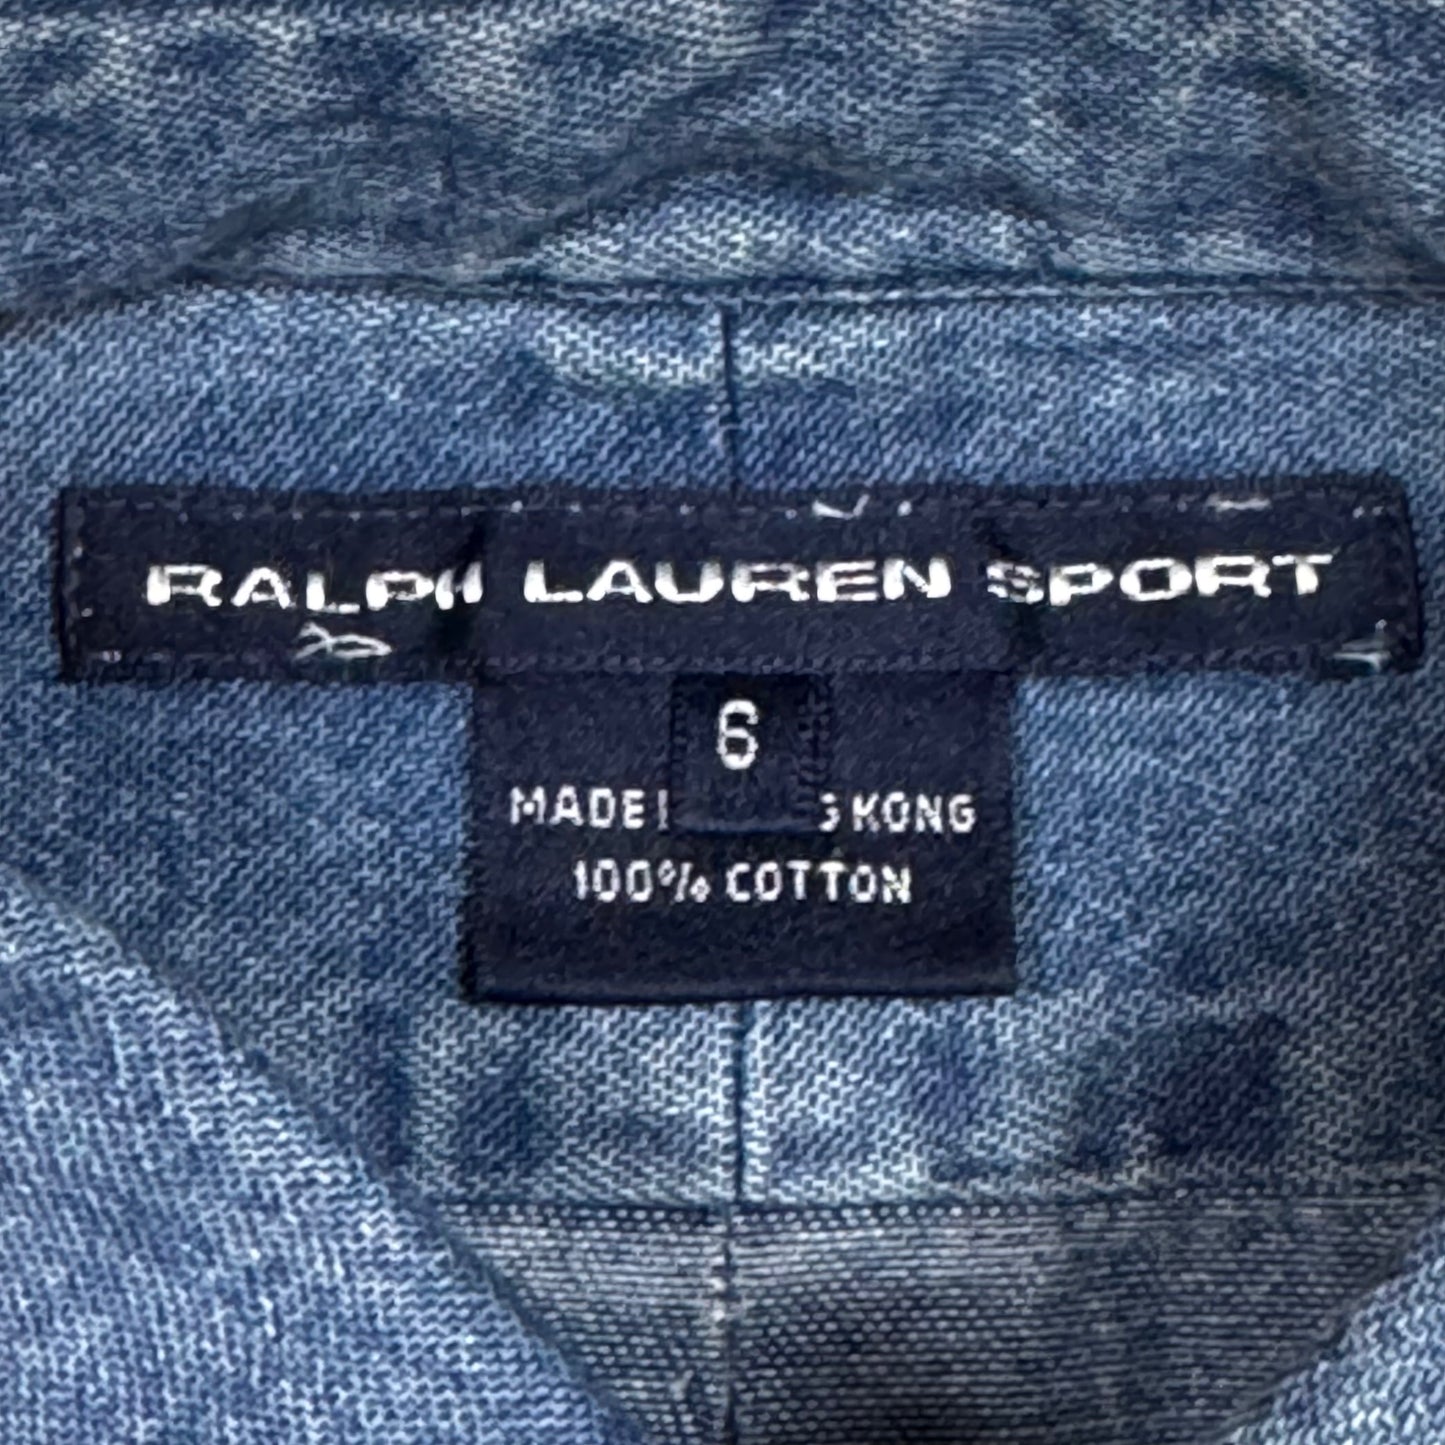 RALPH LAUREN SPORT
6
MADE KONG
100% COTTON